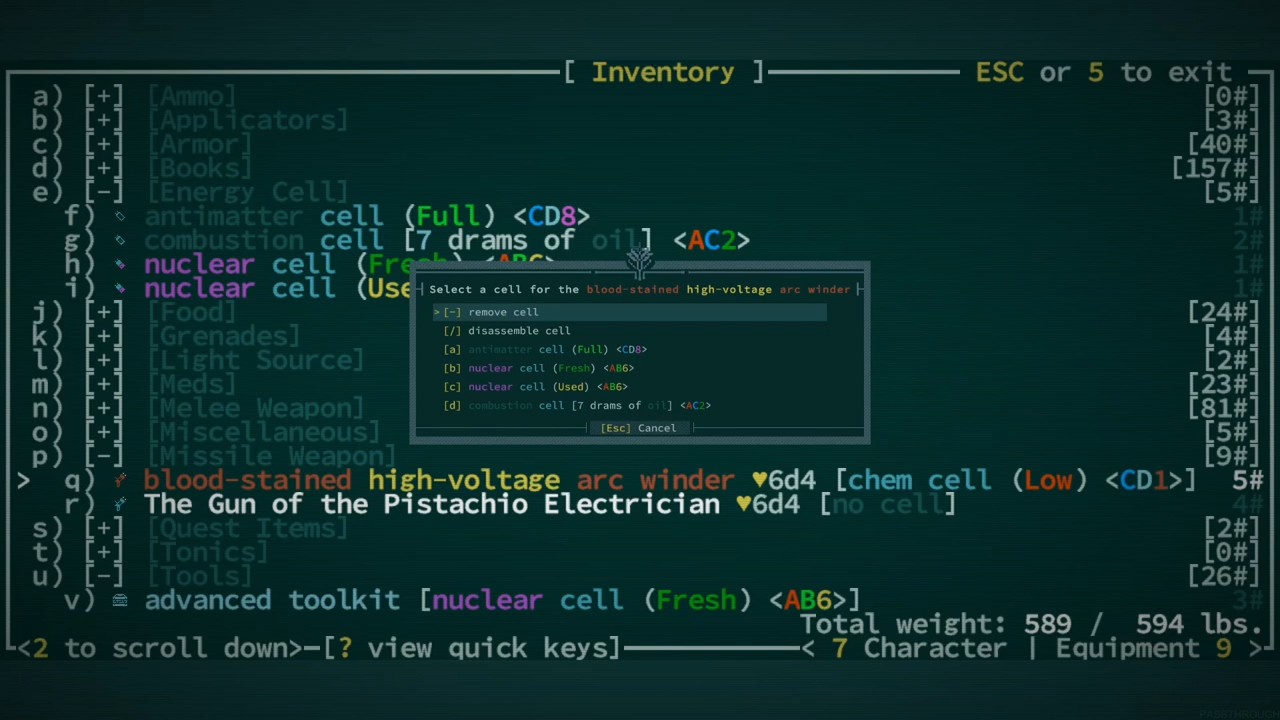 [ Inventory ] ESC or 5 to exit
a) [+] [Ammo] [0#]
b) [+] [Applicators] [3#]
c) [+] [Armor] [40#]
d) [+] [Books] [157#]
e) [-] [Energy Cell] [5#]
f) antimatter cell (Full) <CD8> 1#
g) combustion cell [7 drams of oil] <AC2> 2#
h) nuclear cell (Fresh) <AB6> 1#
i) nuclear cell (Use 1#
Select a cell for the blood-stained high-voltage arc winder
> [-] remove cell
[/] disassemble cell
[a] antimatter cell (Full) <CD8>
[b] nuclear cell (Fresh) <AB6>
[c] nuclear cell (Used) <AB6>
[d] combustion cell [7 drams of oil] <AC2>
[Esc] Cancel
j) [+] [Food] [24#]
k) [+] [Grenades] [4#]
l) [+] [Light Source] [2#]
m) [+] [Meds] [23#]
n) [+] [Melee Weapon] [81#]
o) [+] [Miscellaneous] [5#]
p) [-] [Missile Weapon] [9#]
> q) blood-stained high-voltage arc winder ♥6d4 [chem cell (Low) <CD1>] 5#
r) The Gun of the Pistachio Electrician ♥6d4 [no cell] 4#
s) [+] [Quest Items] [2#]
t) [+] [Tonics] [0#]
u) [-] [Tools] [26#]
v) advanced toolkit [nuclear cell (Fresh) <AB6>] 3#
Total weight: 589 / 594 lbs.
<2 to scroll down> [? view quick keys] < 7 Character | Equipment 9 >